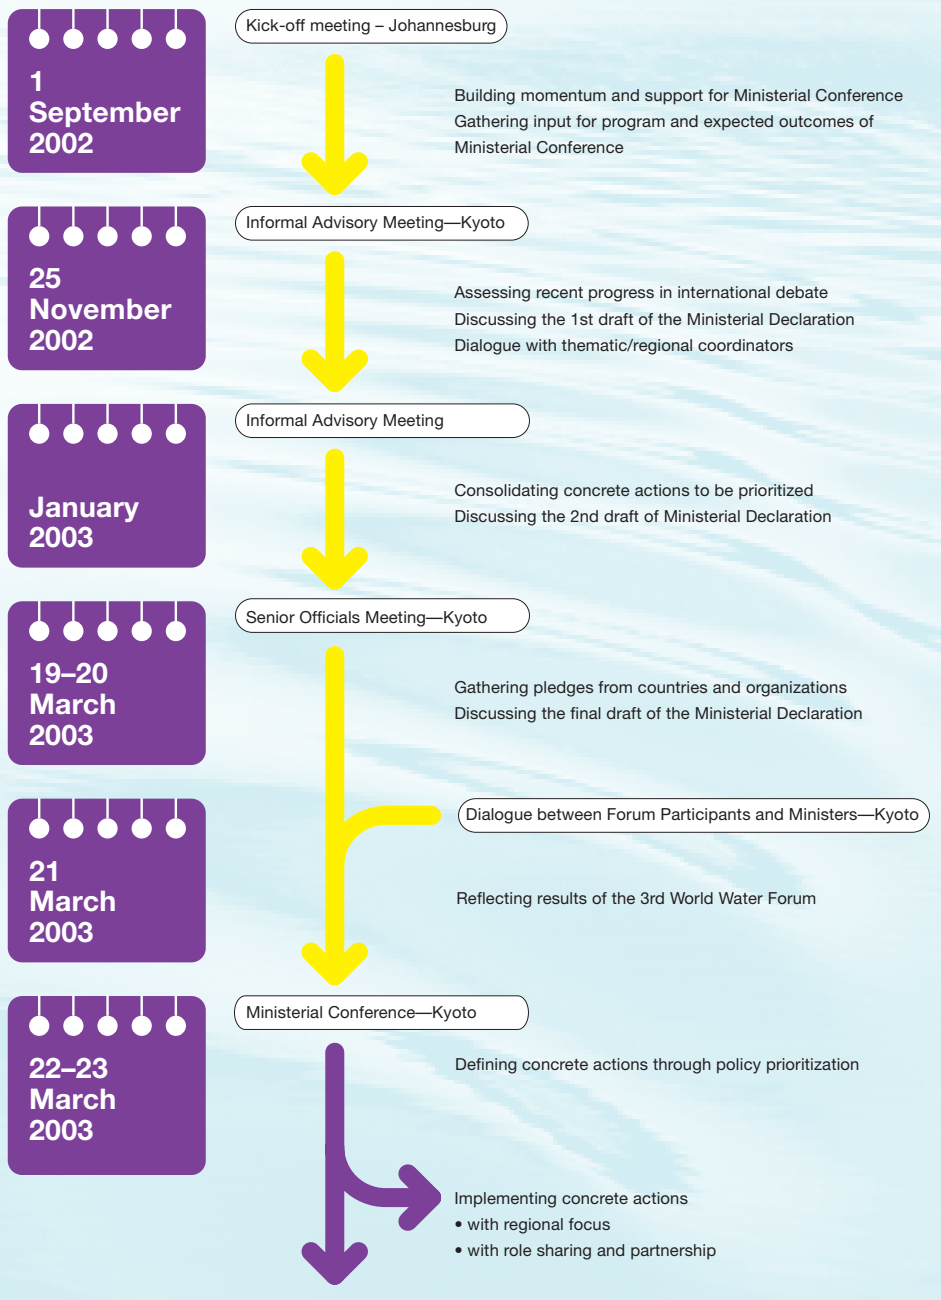 1
September
2002
Kick-off meeting – Johannesburg
Building momentum and support for Ministerial Conference
Gathering input for program and expected outcomes of
Ministerial Conference
25
November
2002
Informal Advisory Meeting—Kyoto
Assessing recent progress in international debate
Discussing the 1st draft of the Ministerial Declaration
Dialogue with thematic/regional coordinators
January
2003
Informal Advisory Meeting
Consolidating concrete actions to be prioritized
Discussing the 2nd draft of Ministerial Declaration
19–20
March
2003
Senior Officials Meeting—Kyoto
Gathering pledges from countries and organizations
Discussing the final draft of the Ministerial Declaration
21
March
2003
Dialogue between Forum Participants and Ministers—Kyoto
Reflecting results of the 3rd World Water Forum
22–23
March
2003
Ministerial Conference—Kyoto
Defining concrete actions through policy prioritization
Implementing concrete actions
• with regional focus
• with role sharing and partnership